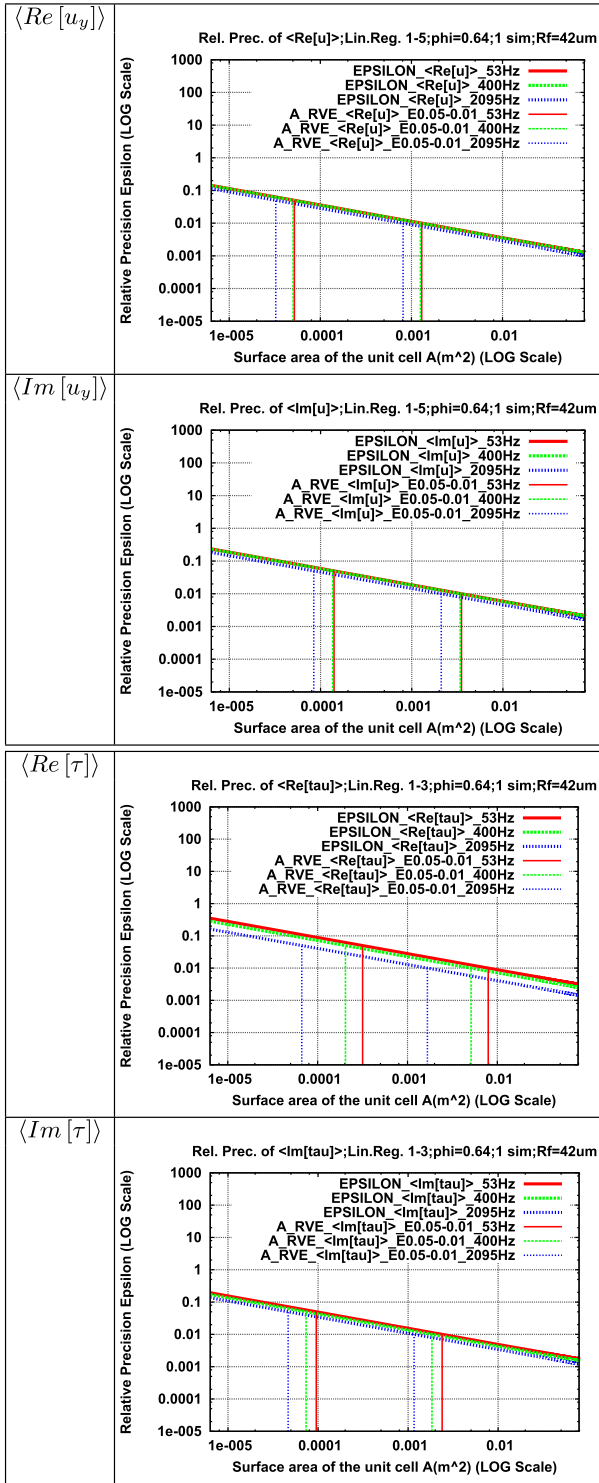 ⟨Re [u_y]⟩
Rel. Prec. of <Re[u]>;Lin.Reg. 1-5;phi=0.64;1 sim;Rf=42um
Relative Precision Epsilon (LOG Scale)
1000
100
10
1
0.1
0.01
0.001
0.0001
1e-005
EPSILON_<Re[u]>_53Hz
EPSILON_<Re[u]>_400Hz
EPSILON_<Re[u]>_2095Hz
A_RVE_<Re[u]>_E0.05-0.01_53Hz
A_RVE_<Re[u]>_E0.05-0.01_400Hz
A_RVE_<Re[u]>_E0.05-0.01_2095Hz
1e-005 0.0001 0.001 0.01
Surface area of the unit cell A(m^2) (LOG Scale)
⟨Im [u_y]⟩
Rel. Prec. of <Im[u]>;Lin.Reg. 1-5;phi=0.64;1 sim;Rf=42um
Relative Precision Epsilon (LOG Scale)
1000
100
10
1
0.1
0.01
0.001
0.0001
1e-005
EPSILON_<Im[u]>_53Hz
EPSILON_<Im[u]>_400Hz
EPSILON_<Im[u]>_2095Hz
A_RVE_<Im[u]>_E0.05-0.01_53Hz
A_RVE_<Im[u]>_E0.05-0.01_400Hz
A_RVE_<Im[u]>_E0.05-0.01_2095Hz
1e-005 0.0001 0.001 0.01
Surface area of the unit cell A(m^2) (LOG Scale)
⟨Re [τ]⟩
Rel. Prec. of <Re[tau]>;Lin.Reg. 1-3;phi=0.64;1 sim;Rf=42um
Relative Precision Epsilon (LOG Scale)
1000
100
10
1
0.1
0.01
0.001
0.0001
1e-005
EPSILON_<Re[tau]>_53Hz
EPSILON_<Re[tau]>_400Hz
EPSILON_<Re[tau]>_2095Hz
A_RVE_<Re[tau]>_E0.05-0.01_53Hz
A_RVE_<Re[tau]>_E0.05-0.01_400Hz
A_RVE_<Re[tau]>_E0.05-0.01_2095Hz
1e-005 0.0001 0.001 0.01
Surface area of the unit cell A(m^2) (LOG Scale)
⟨Im [τ]⟩
Rel. Prec. of <Im[tau]>;Lin.Reg. 1-3;phi=0.64;1 sim;Rf=42um
Relative Precision Epsilon (LOG Scale)
1000
100
10
1
0.1
0.01
0.001
0.0001
1e-005
EPSILON_<Im[tau]>_53Hz
EPSILON_<Im[tau]>_400Hz
EPSILON_<Im[tau]>_2095Hz
A_RVE_<Im[tau]>_E0.05-0.01_53Hz
A_RVE_<Im[tau]>_E0.05-0.01_400Hz
A_RVE_<Im[tau]>_E0.05-0.01_2095Hz
1e-005 0.0001 0.001 0.01
Surface area of the unit cell A(m^2) (LOG Scale)